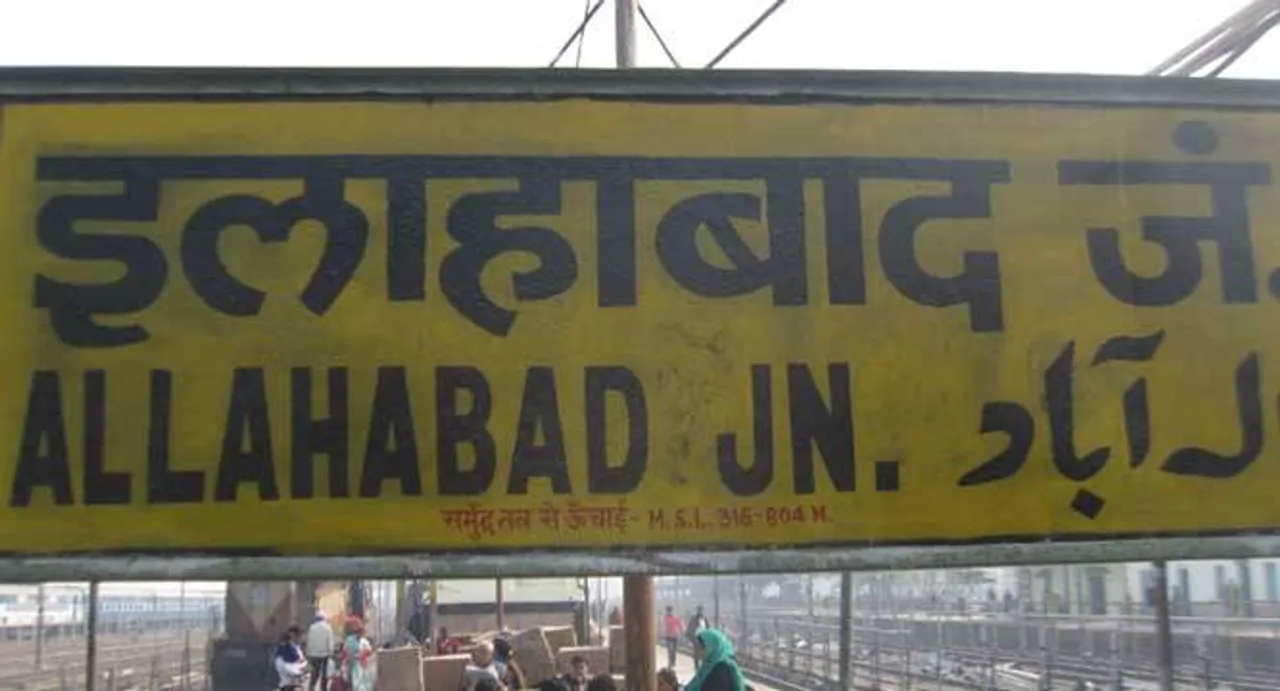 इलाहाबाद जं.
ALLAHABAD JN.
समुंद्र तल से ऊँचाई- M.S.L. 316-804 M.